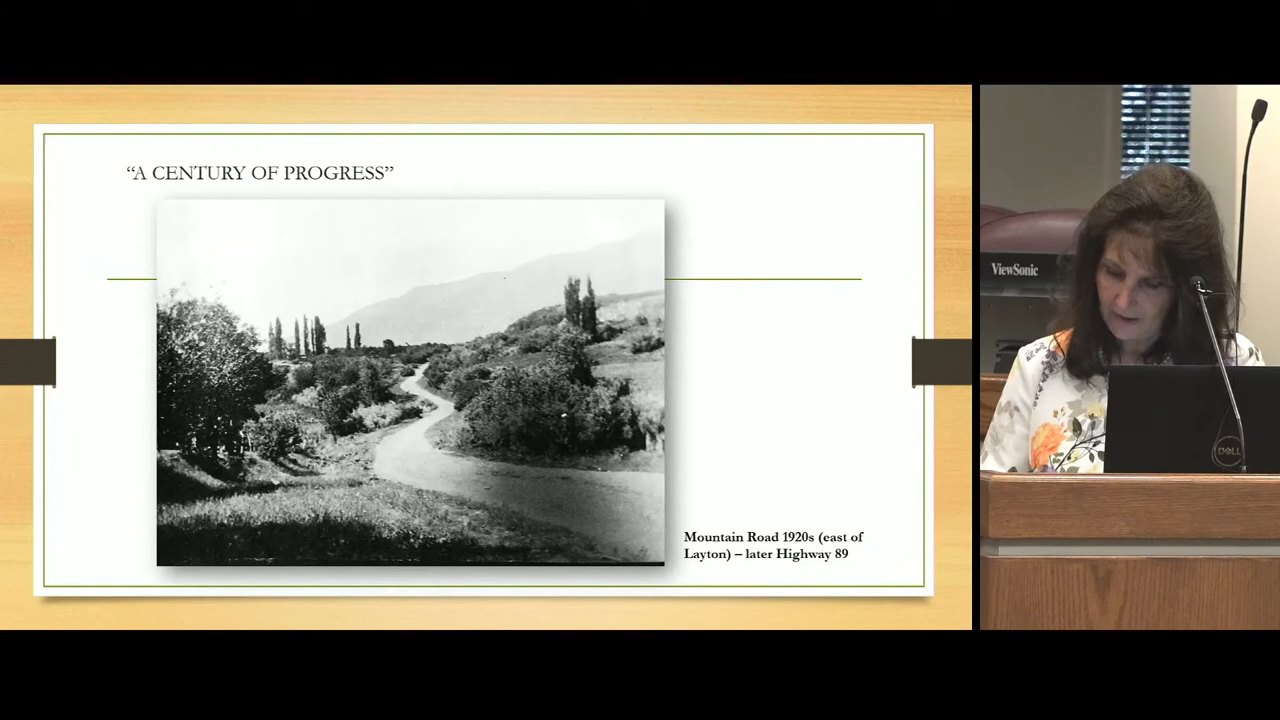 “A CENTURY OF PROGRESS”
Mountain Road 1920s (east of
Layton) – later Highway 89
ViewSonic
DELL